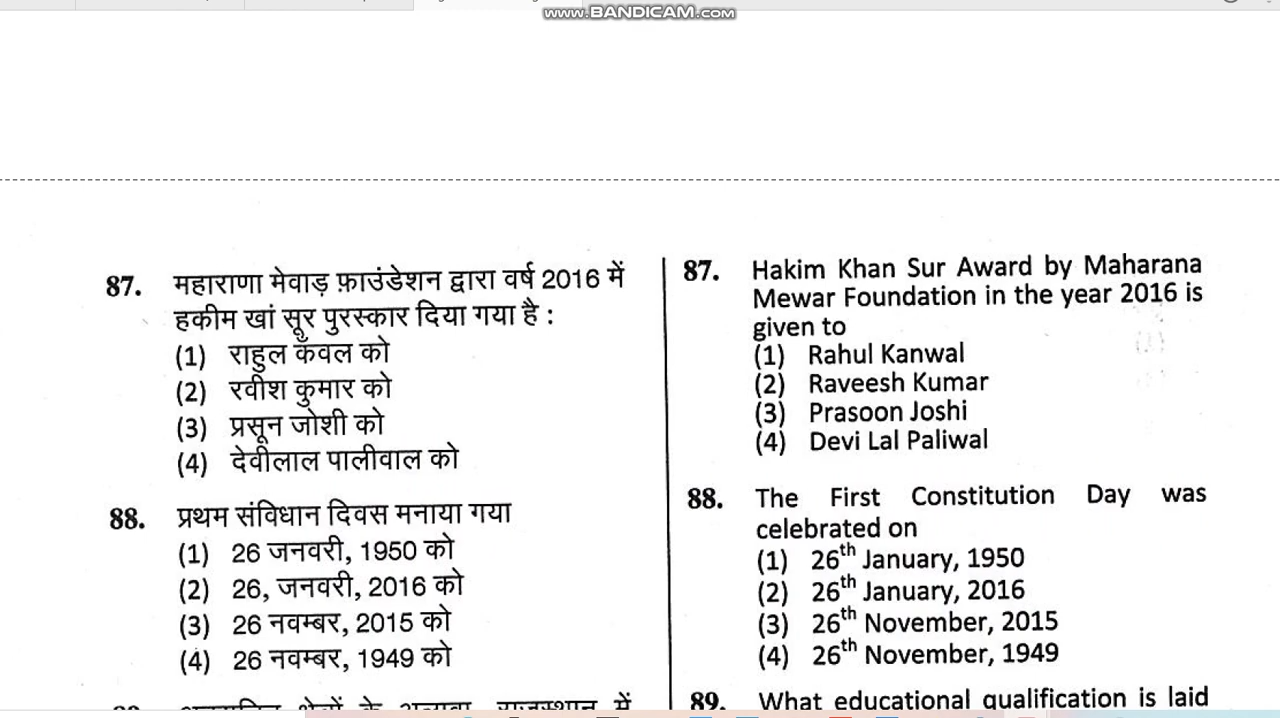 www.BANDICAM.com
87. महाराणा मेवाड़ फ़ाउंडेशन द्वारा वर्ष 2016 में
हकीम खां सूर पुरस्कार दिया गया है :
(1) राहुल कँवल को
(2) रवीश कुमार को
(3) प्रसून जोशी को
(4) देवीलाल पालीवाल को
88. प्रथम संविधान दिवस मनाया गया
(1) 26 जनवरी, 1950 को
(2) 26, जनवरी, 2016 को
(3) 26 नवम्बर, 2015 को
(4) 26 नवम्बर, 1949 को
87. Hakim Khan Sur Award by Maharana
Mewar Foundation in the year 2016 is
given to
(1) Rahul Kanwal
(2) Raveesh Kumar
(3) Prasoon Joshi
(4) Devi Lal Paliwal
88. The First Constitution Day was
celebrated on
(1) 26th January, 1950
(2) 26th January, 2016
(3) 26th November, 2015
(4) 26th November, 1949
89. What educational qualification is laid